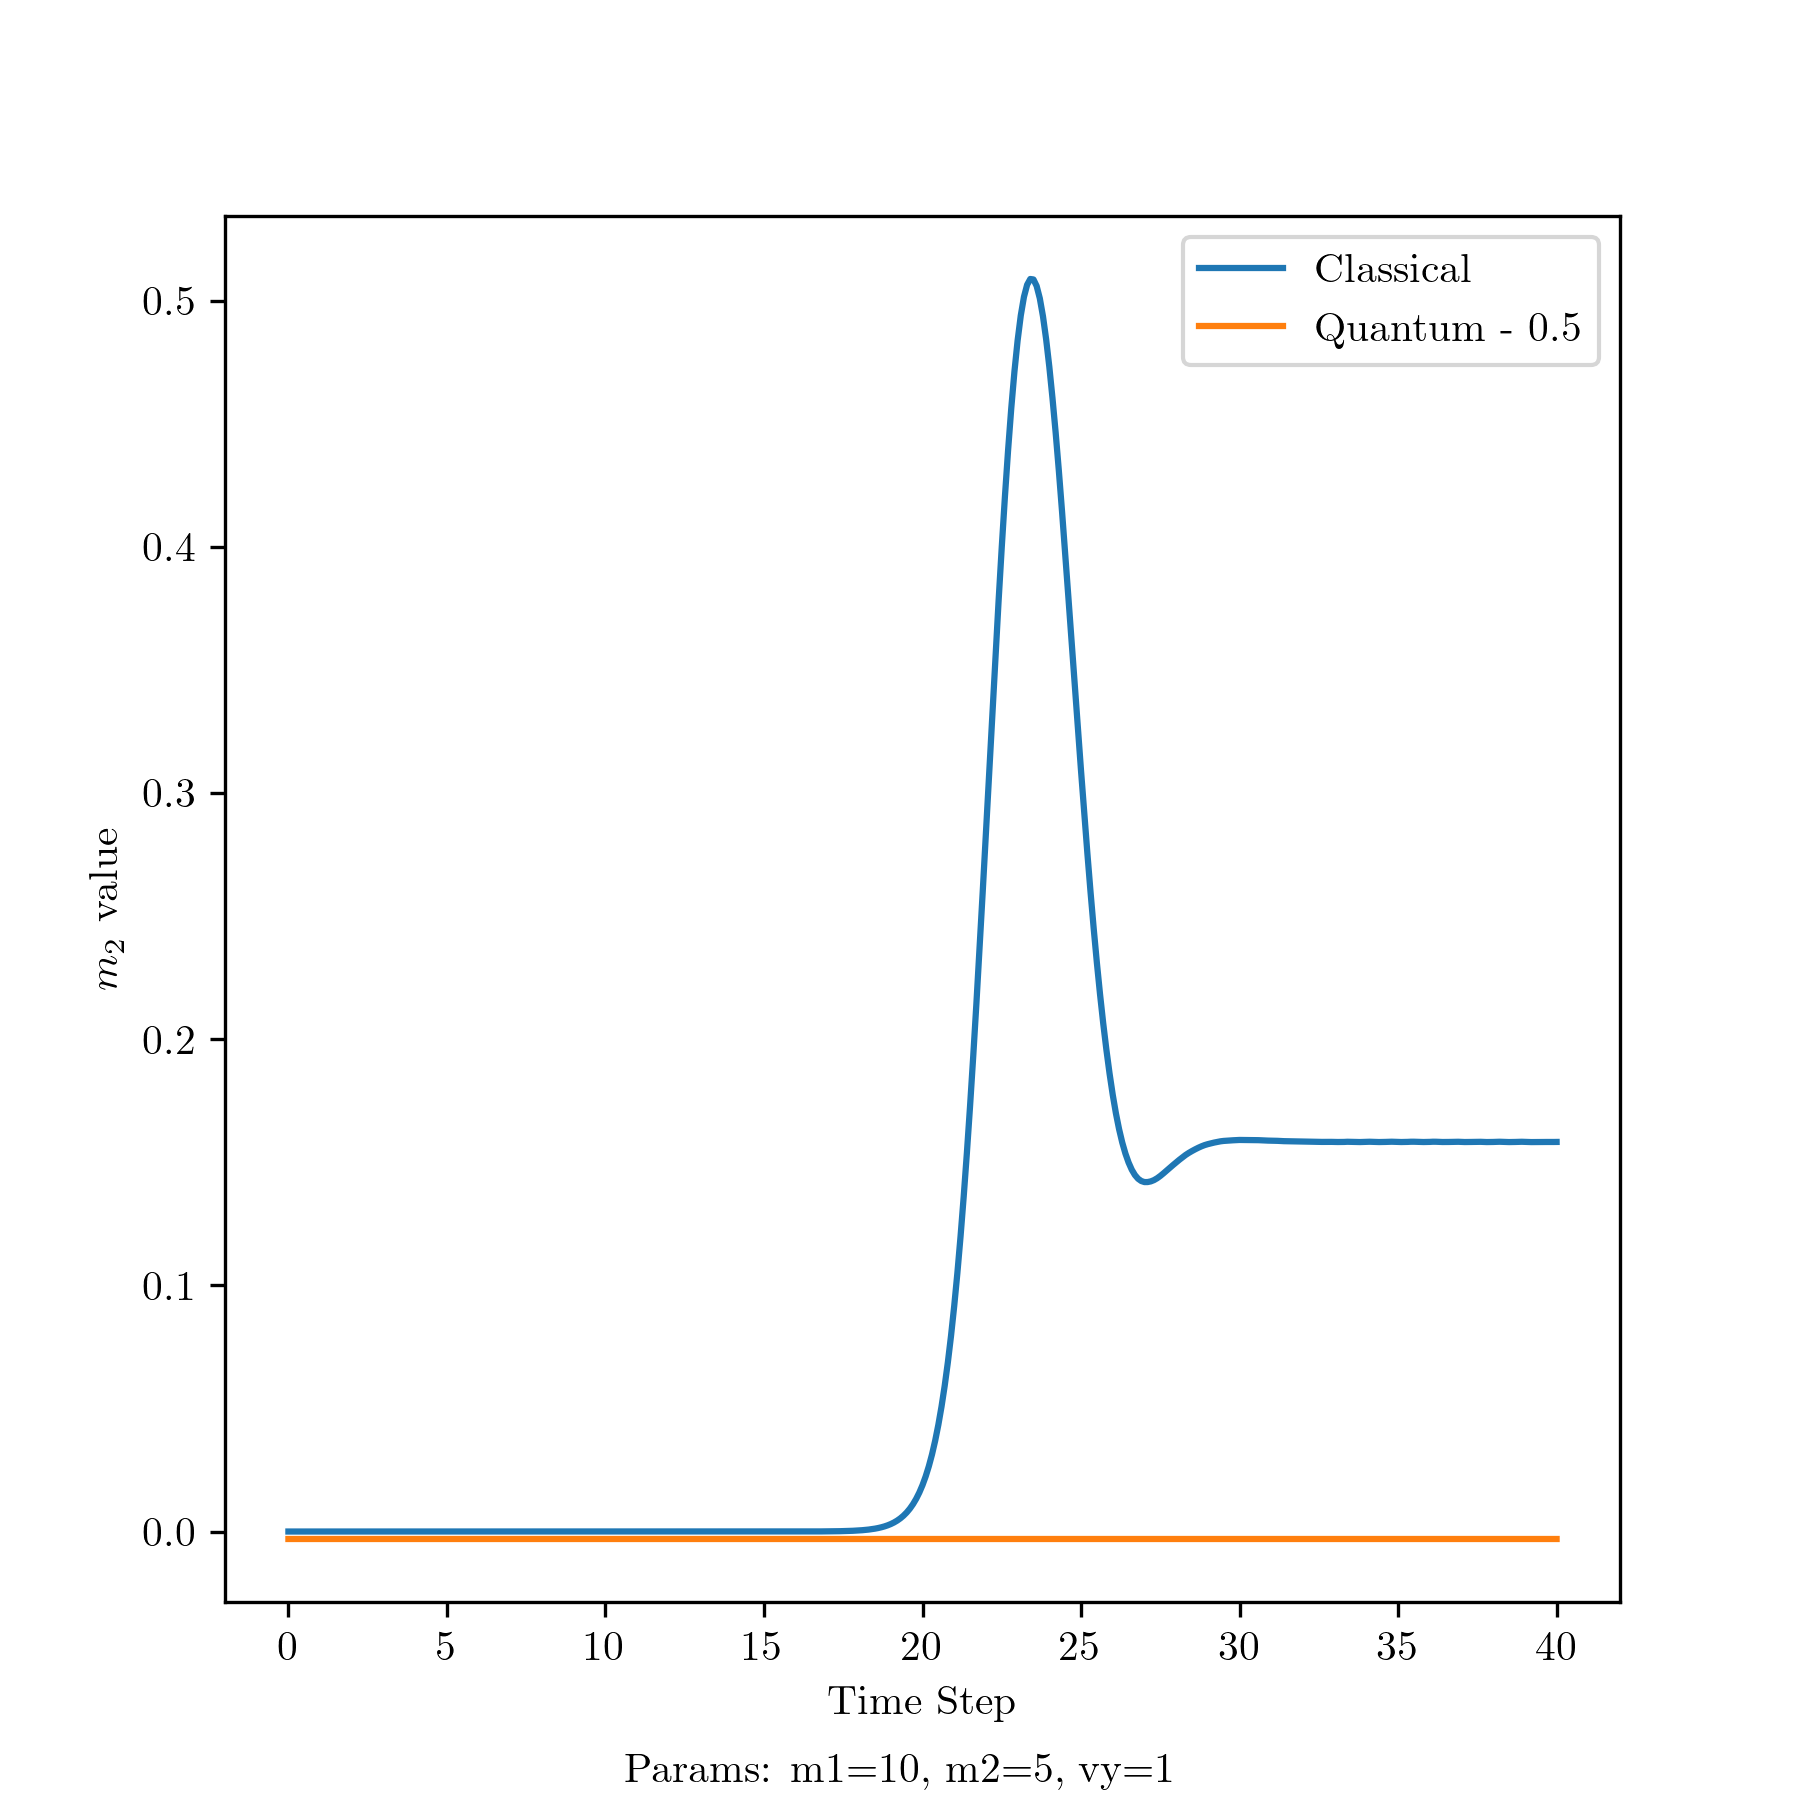 Classical
Quantum - 0.5
0.5
0.4
0.3
0.2
0.1
0.0
m₂ value
0 5 10 15 20 25 30 35 40
Time Step
Params: m1=10, m2=5, vy=1